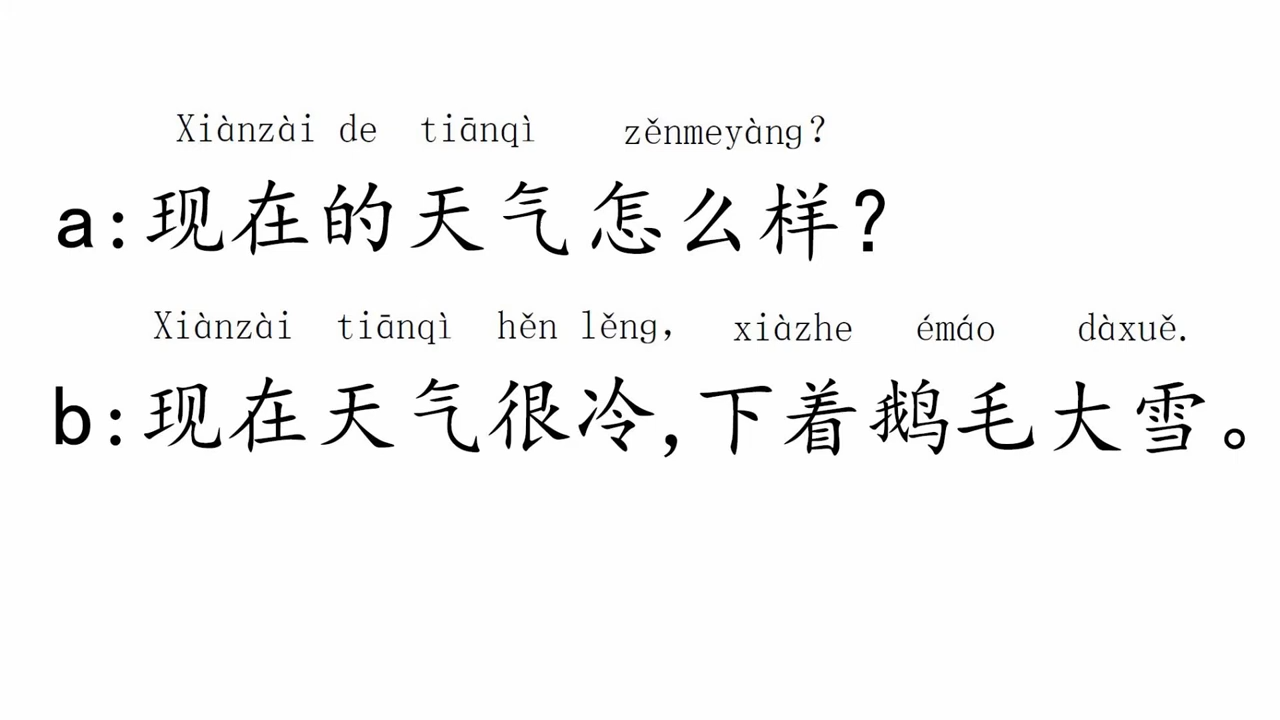 Xiànzài de tiānqì zěnmeyàng?
a:现在的天气怎么样?
Xiànzài tiānqì hěn lěng, xiàzhe émáo dàxuě.
b:现在天气很冷,下着鹅毛大雪。